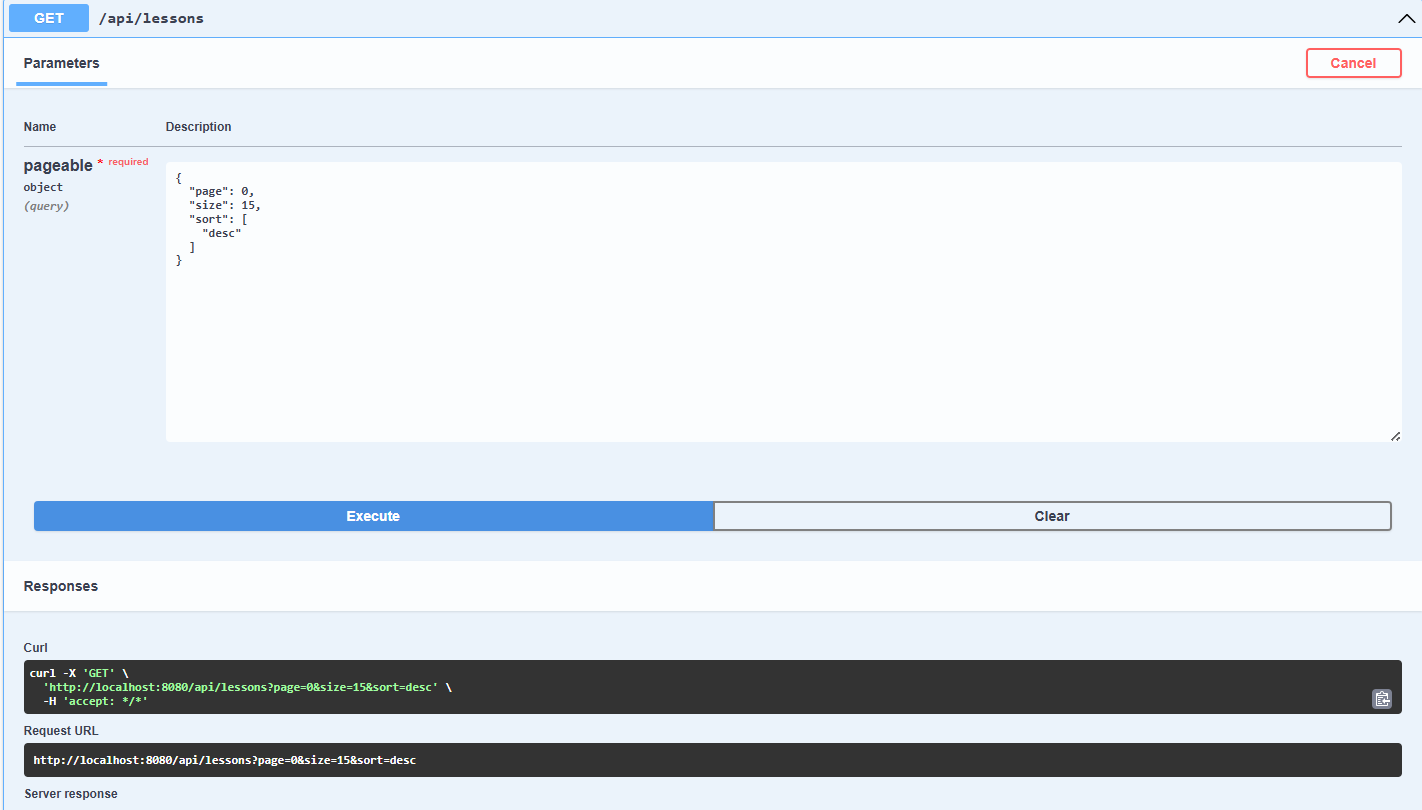 GET /api/lessons
Parameters
Cancel
Name Description
pageable * required
object
(query)
{
  "page": 0,
  "size": 15,
  "sort": [
    "desc"
  ]
}
Execute Clear
Responses
Curl
curl -X 'GET' \
  'http://localhost:8080/api/lessons?page=0&size=15&sort=desc' \
  -H 'accept: */*'
Request URL
http://localhost:8080/api/lessons?page=0&size=15&sort=desc
Server response